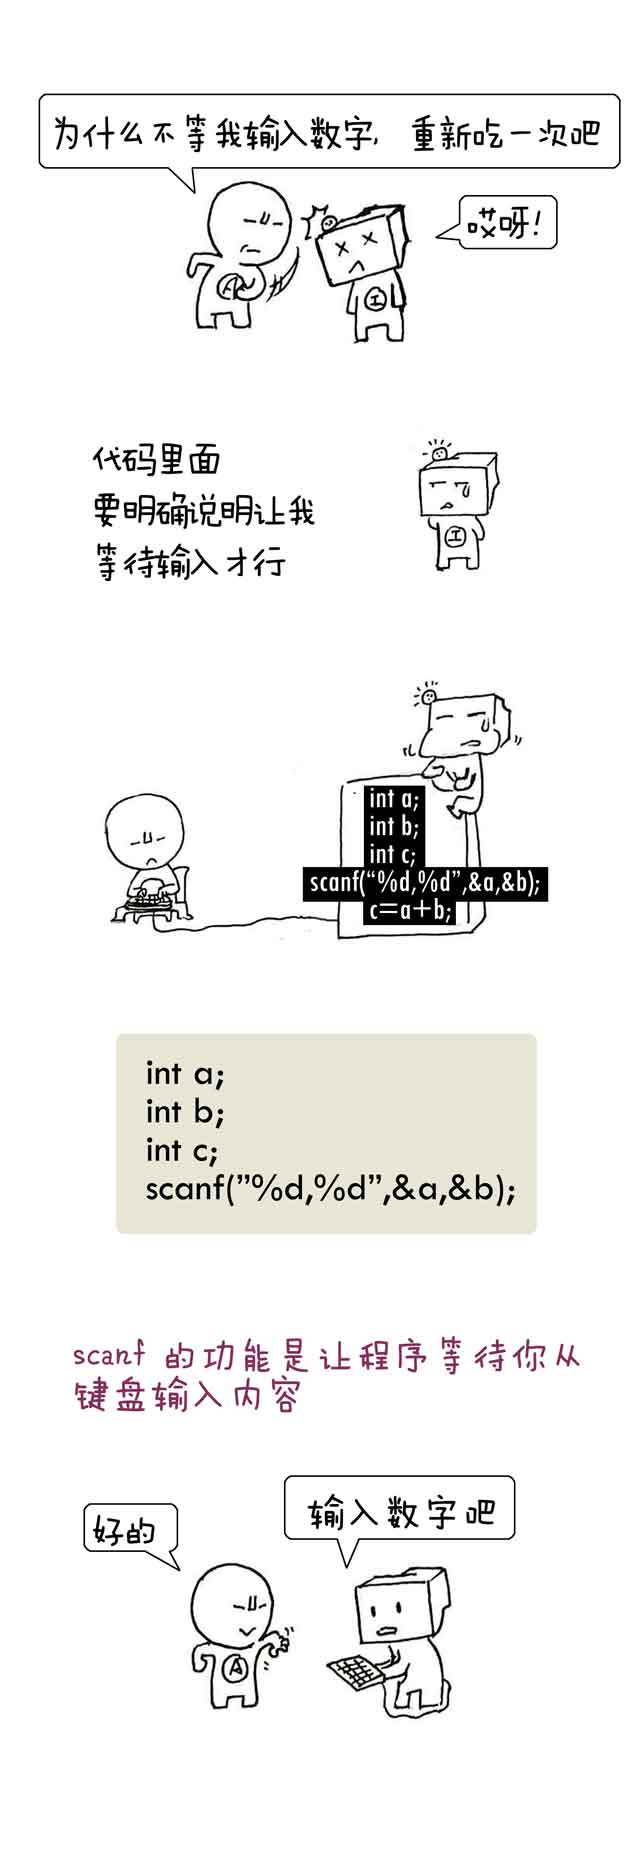 为什么不等我输入数字, 重新吃一次吧
哎呀!
A
I
代码里面
要明确说明让我
等待输入才行
I
int a;
int b;
int c;
scanf("%d,%d",&a,&b);
c=a+b;
int a;
int b;
int c;
scanf("%d,%d",&a,&b);
scanf 的功能是让程序等待你从
键盘输入内容
好的
输入数字吧
A